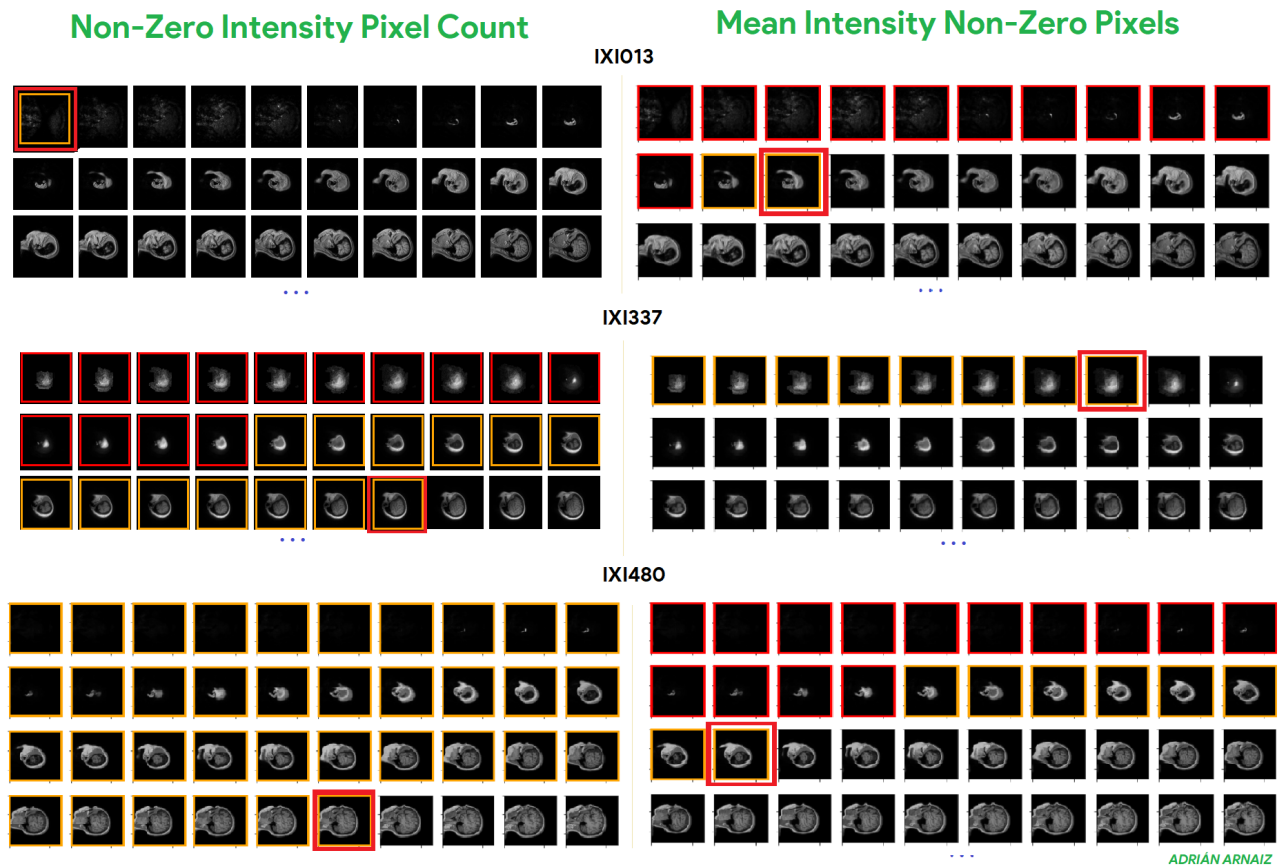 Non-Zero Intensity Pixel Count
Mean Intensity Non-Zero Pixels
IXI013
...
...
IXI337
...
...
IXI480
...
ADRIÁN ARNAIZ